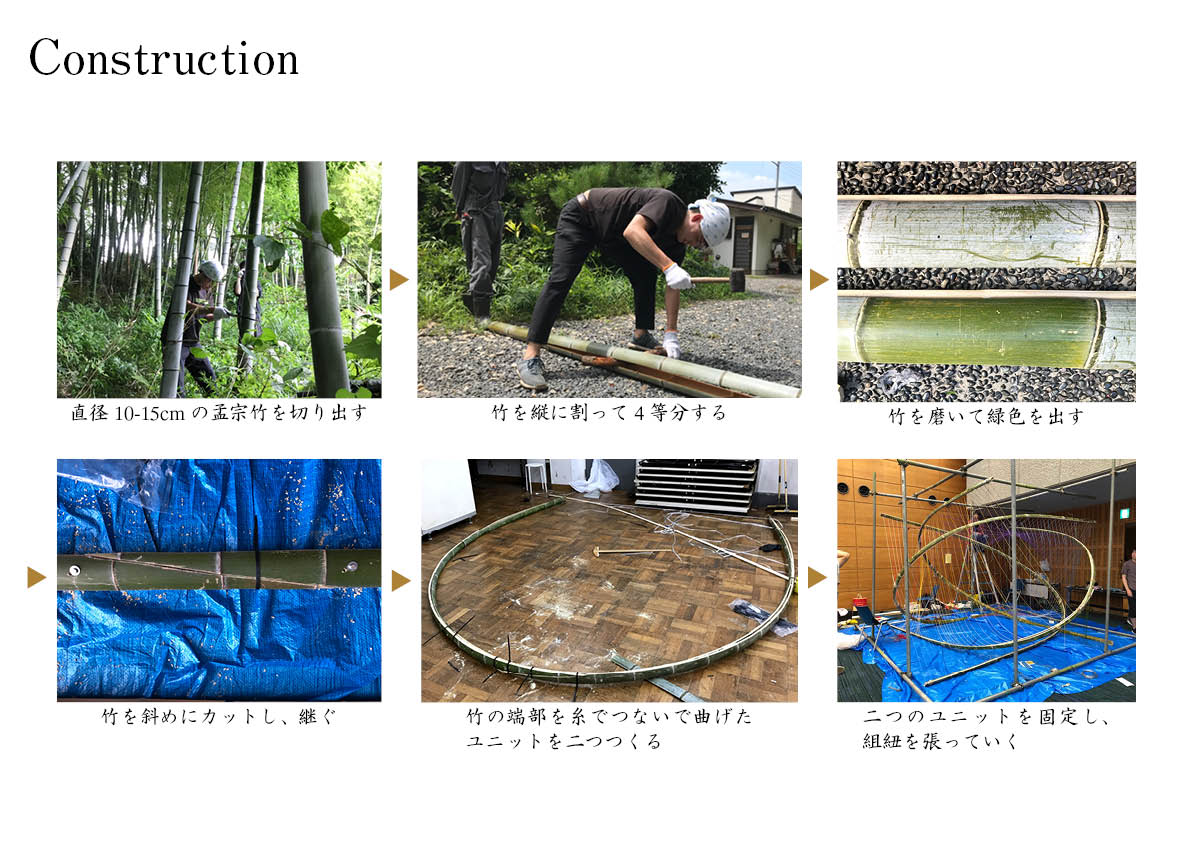 Construction
直径 10-15cm の孟宗竹を切り出す
竹を縦に割って 4 等分する
竹を磨いて緑色を出す
竹を斜めにカットし、継ぐ
竹の端部を糸でつないで曲げた
ユニットを二つつくる
二つのユニットを固定し、
組紐を張っていく